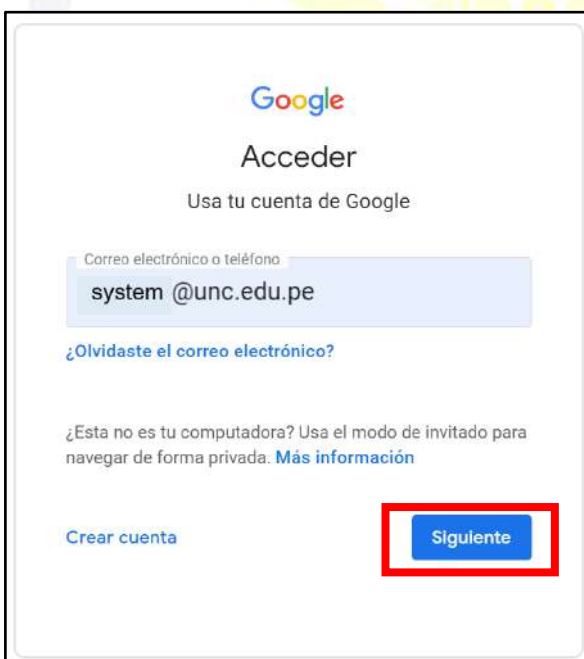 Google
Acceder
Usa tu cuenta de Google
Correo electrónico o teléfono
system @unc.edu.pe
¿Olvidaste el correo electrónico?
¿Esta no es tu computadora? Usa el modo de invitado para
navegar de forma privada. Más información
Crear cuenta
Siguiente